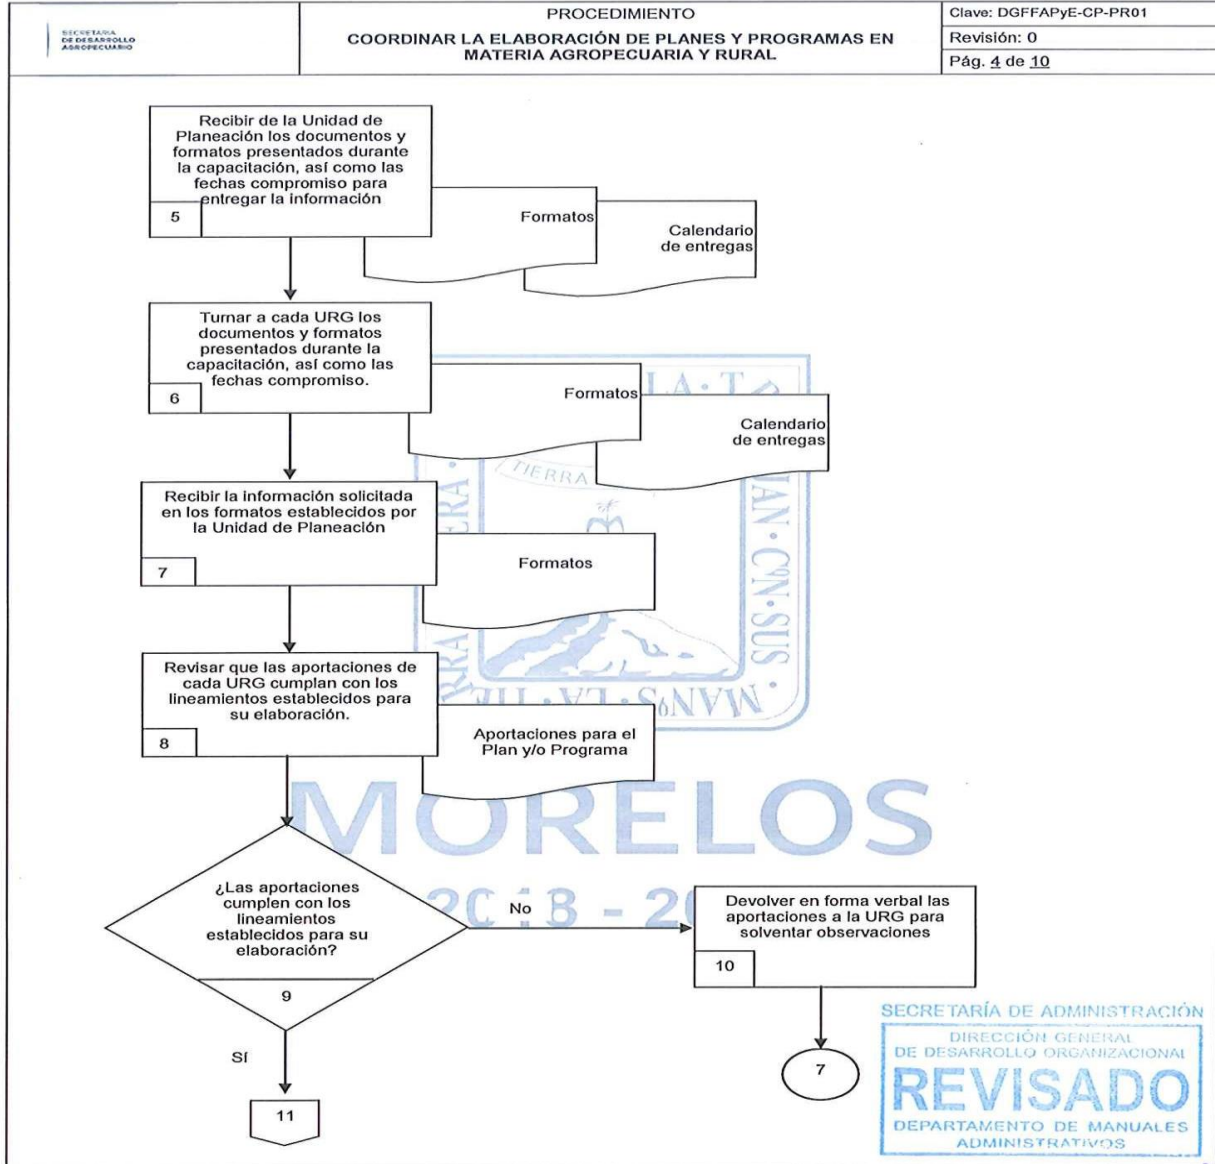 SECRETARÍA
DE DESARROLLO
AGROPECUARIO
PROCEDIMIENTO
COORDINAR LA ELABORACIÓN DE PLANES Y PROGRAMAS EN
MATERIA AGROPECUARIA Y RURAL
Clave: DGFFAPyE-CP-PR01
Revisión: 0
Pág. 4 de 10
Recibir de la Unidad de
Planeación los documentos y
formatos presentados durante
la capacitación, así como las
fechas compromiso para
entregar la información
5
Formatos
Calendario
de entregas
Turnar a cada URG los
documentos y formatos
presentados durante la
capacitación, así como las
fechas compromiso.
6
Formatos
Calendario
de entregas
LA · T
TIERRA
Recibir la información solicitada
en los formatos establecidos por
la Unidad de Planeación
7
Formatos
CON · SUS ·
MANOS
Revisar que las aportaciones de
cada URG cumplan con los
lineamientos establecidos para
su elaboración.
8
Aportaciones para el
Plan y/o Programa
MORELOS
¿Las aportaciones
cumplen con los
lineamientos
establecidos para su
elaboración?
9
No
Devolver en forma verbal las
aportaciones a la URG para
solventar observaciones
10
7
Sí
11
SECRETARÍA DE ADMINISTRACIÓN
DIRECCIÓN GENERAL
DE DESARROLLO ORGANIZACIONAL
REVISADO
DEPARTAMENTO DE MANUALES
ADMINISTRATIVOS